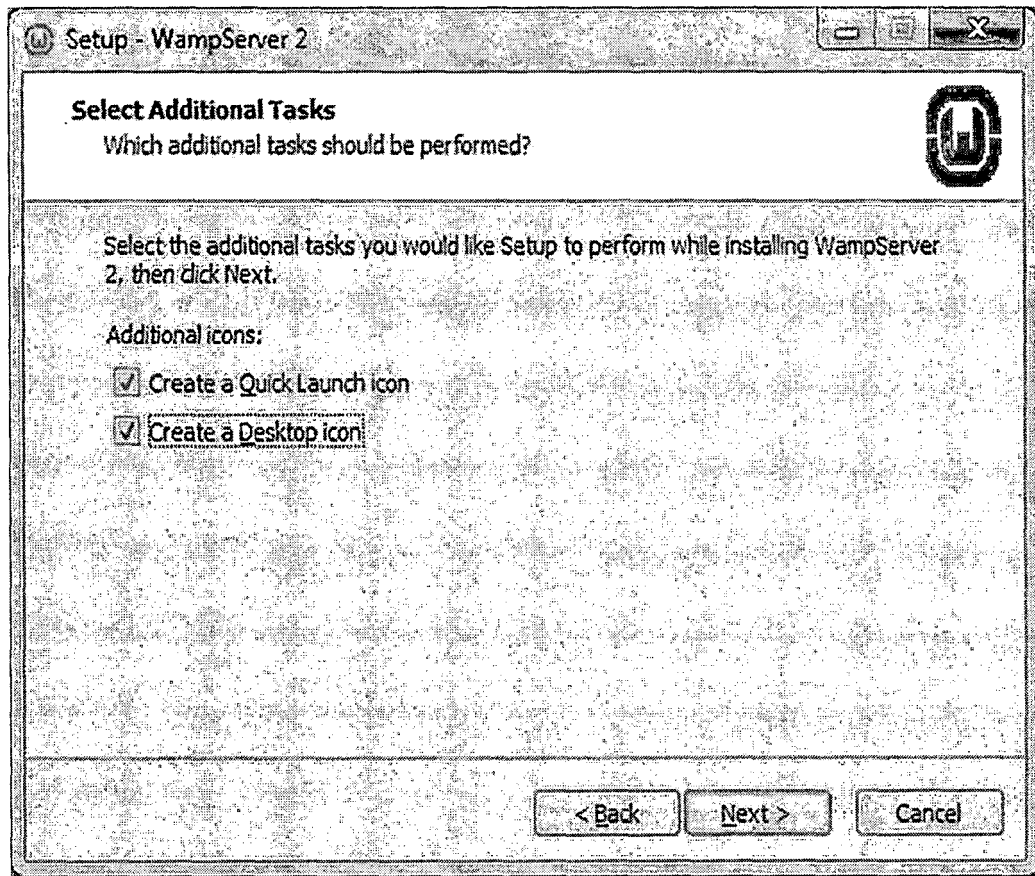 Setup - WampServer 2
Select Additional Tasks
Which additional tasks should be performed?
Select the additional tasks you would like Setup to perform while installing WampServer
2, then click Next.
Additional icons:
Create a Quick Launch icon
Create a Desktop icon
< Back
Next >
Cancel